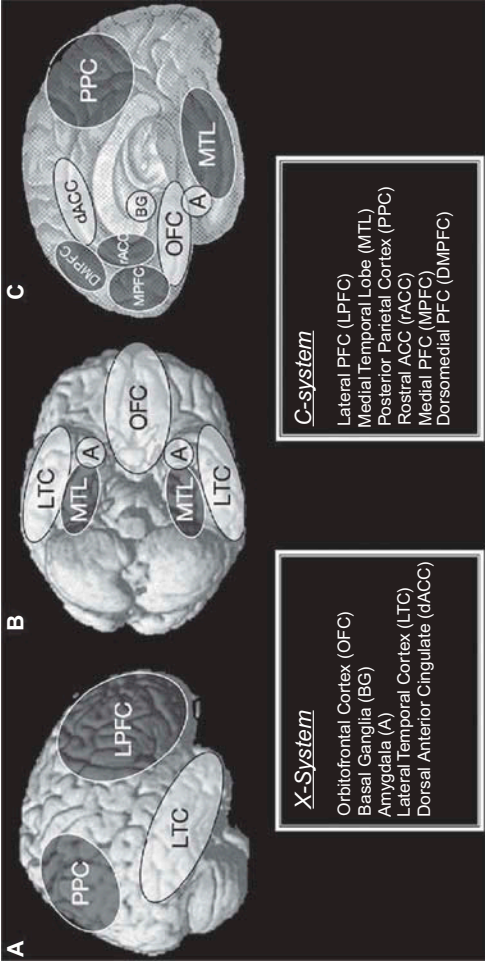 A
PPC
LPFC
LTC
B
LTC
MTL
A
OFC
MTL
A
LTC
C
DMPFC
dACC
PPC
rACC
MPFC
BG
OFC
A
MTL
X-System
Orbitofrontal Cortex (OFC)
Basal Ganglia (BG)
Amygdala (A)
Lateral Temporal Cortex (LTC)
Dorsal Anterior Cingulate (dACC)
C-system
Lateral PFC (LPFC)
Medial Temporal Lobe (MTL)
Posterior Parietal Cortex (PPC)
Rostral ACC (rACC)
Medial PFC (MPFC)
Dorsomedial PFC (DMPFC)